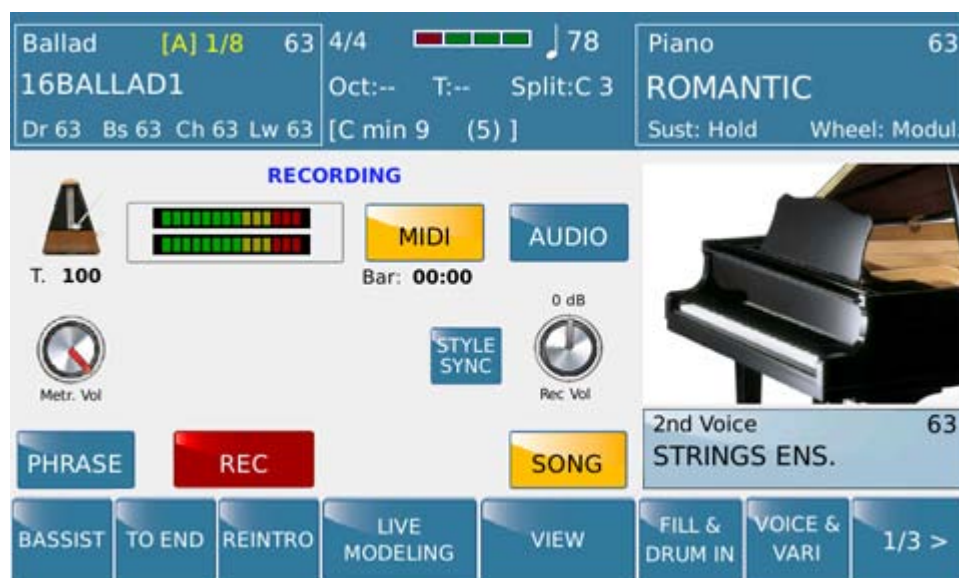 Ballad [A] 1/8 63
16BALLAD1
Dr 63 Bs 63 Ch 63 Lw 63
4/4 78
Oct:-- T:-- Split:C 3
[C min 9 (5) ]
Piano 63
ROMANTIC
Sust: Hold Wheel: Modul.
RECORDING
MIDI AUDIO
T. 100
Bar: 00:00
0 dB
STYLE
SYNC
Metr. Vol
Rec Vol
PHRASE REC SONG
2nd Voice 63
STRINGS ENS.
BASSIST TO END REINTRO
LIVE
MODELING
VIEW
FILL &
DRUM IN
VOICE &
VARI
1/3 >